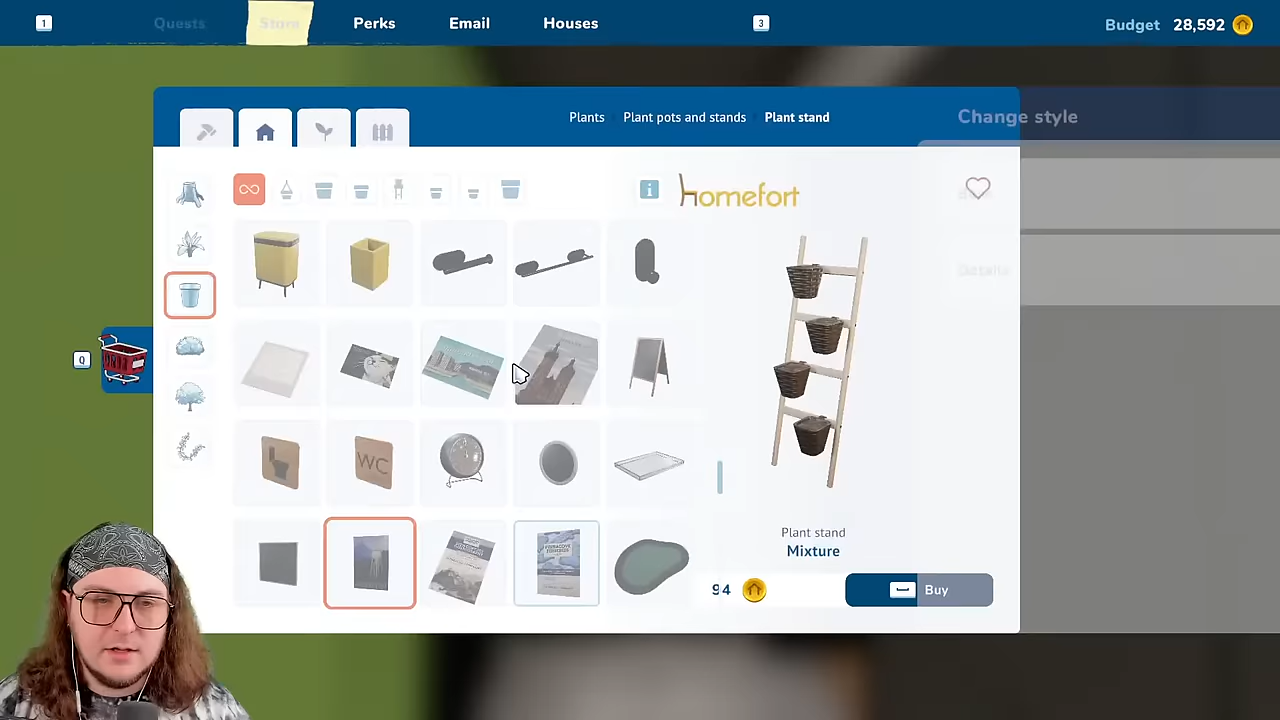 1
Quests
Store
Perks
Email
Houses
3
Budget 28,592
Plants
Plant pots and stands
Plant stand
Change style
homefort
Details
Q
WC
Plant stand
Mixture
94
Buy